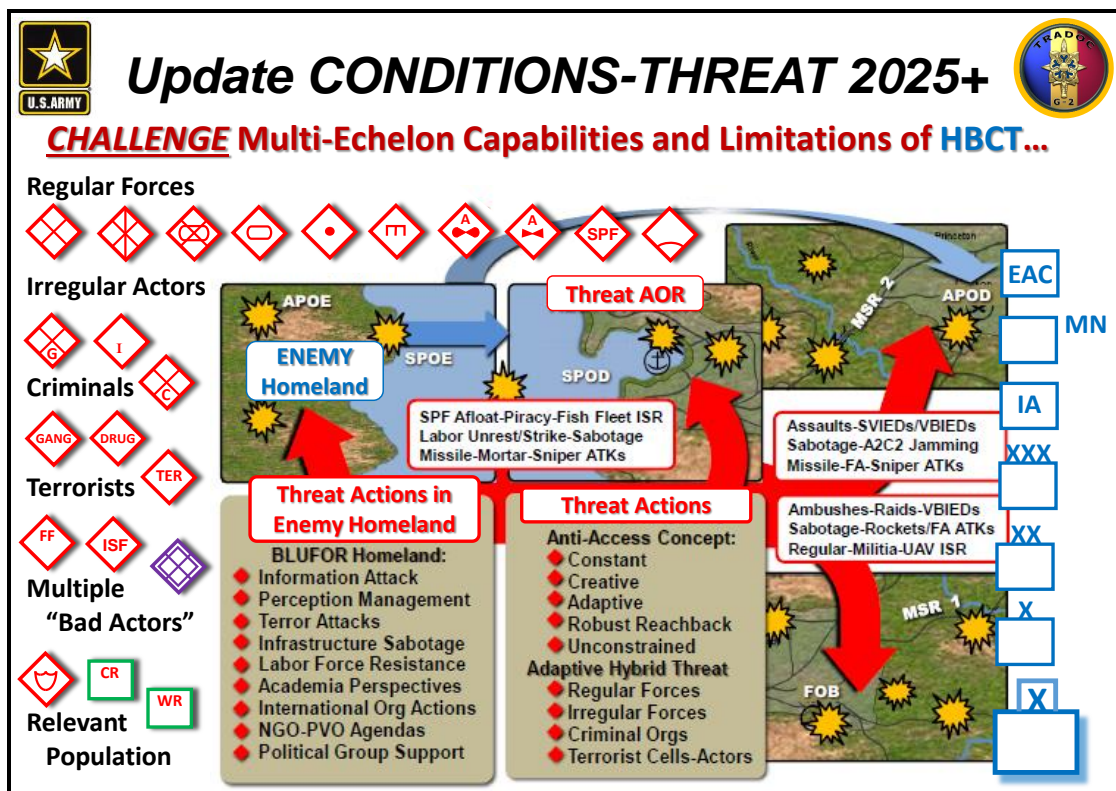 U.S.ARMY
Update CONDITIONS-THREAT 2025+
TRADOC
G-2
CHALLENGE Multi-Echelon Capabilities and Limitations of HBCT...
Regular Forces
A
A
SPF
Irregular Actors
G
I
Criminals
C
GANG
DRUG
Terrorists
TER
FF
ISF
Multiple
“Bad Actors”
CR
WR
Relevant
Population
APOE
SPOE
ENEMY
Homeland
Threat AOR
SPOD
Princeton
MSR 2
APOD
SPF Afloat-Piracy-Fish Fleet ISR
Labor Unrest/Strike-Sabotage
Missile-Mortar-Sniper ATKs
Assaults-SVIEDs/VBIEDs
Sabotage-A2C2 Jamming
Missile-FA-Sniper ATKs
Ambushes-Raids-VBIEDs
Sabotage-Rockets/FA ATKs
Regular-Militia-UAV ISR
Threat Actions in
Enemy Homeland
BLUFOR Homeland:
Information Attack
Perception Management
Terror Attacks
Infrastructure Sabotage
Labor Force Resistance
Academia Perspectives
International Org Actions
NGO-PVO Agendas
Political Group Support
Threat Actions
Anti-Access Concept:
Constant
Creative
Adaptive
Robust Reachback
Unconstrained
Adaptive Hybrid Threat
Regular Forces
Irregular Forces
Criminal Orgs
Terrorist Cells-Actors
MSR 1
FOB
EAC
MN
IA
XXX
XX
X
X